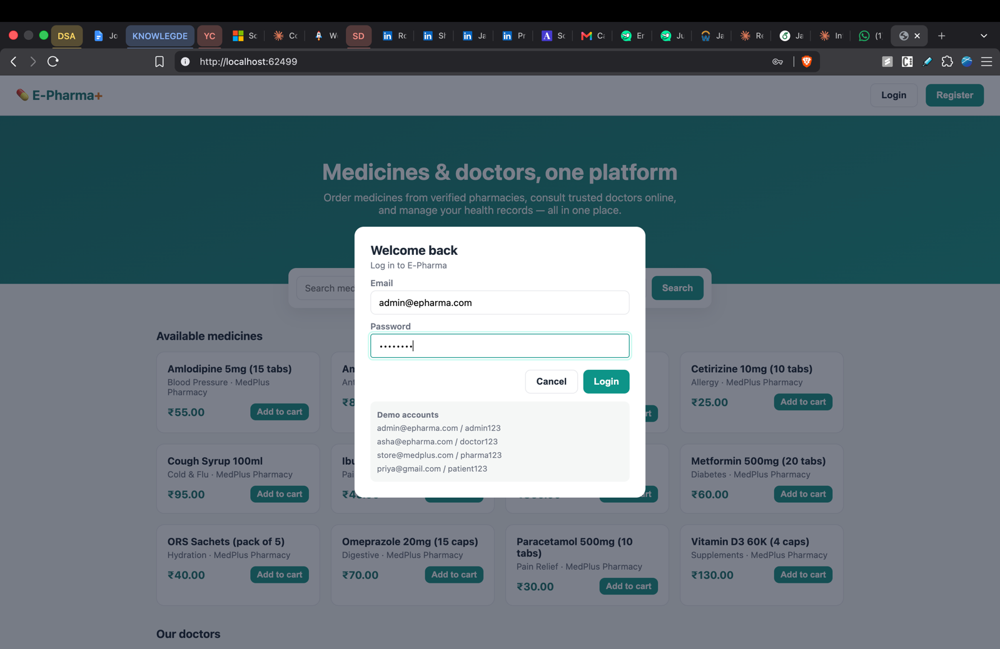 DSA
Jo
KNOWLEGDE
YC
Sc
Cc
W
SD
Rc
SI
Ja
Pr
Sc
Ca
Er
Ju
Ja
Re
Ja
In
(1
http://localhost:62499
E-Pharma+
Login
Register
Medicines & doctors, one platform
Order medicines from verified pharmacies, consult trusted doctors online,
and manage your health records — all in one place.
Search med
Search
Welcome back
Log in to E-Pharma
Email
admin@epharma.com
Password
Cancel
Login
Demo accounts
admin@epharma.com / admin123
asha@epharma.com / doctor123
store@medplus.com / pharma123
priya@gmail.com / patient123
Available medicines
Amlodipine 5mg (15 tabs)
Blood Pressure · MedPlus
Pharmacy
₹55.00
Add to cart
Am
Ant
₹8
rt
Cetirizine 10mg (10 tabs)
Allergy · MedPlus Pharmacy
₹25.00
Add to cart
Cough Syrup 100ml
Cold & Flu · MedPlus Pharmacy
₹95.00
Add to cart
Ibu
Pai
Metformin 500mg (20 tabs)
Diabetes · MedPlus Pharmacy
₹60.00
Add to cart
ORS Sachets (pack of 5)
Hydration · MedPlus Pharmacy
₹40.00
Add to cart
Omeprazole 20mg (15 caps)
Digestive · MedPlus Pharmacy
₹70.00
Add to cart
Paracetamol 500mg (10
tabs)
Pain Relief · MedPlus Pharmacy
₹30.00
Add to cart
Vitamin D3 60K (4 caps)
Supplements · MedPlus Pharmacy
₹130.00
Add to cart
Our doctors